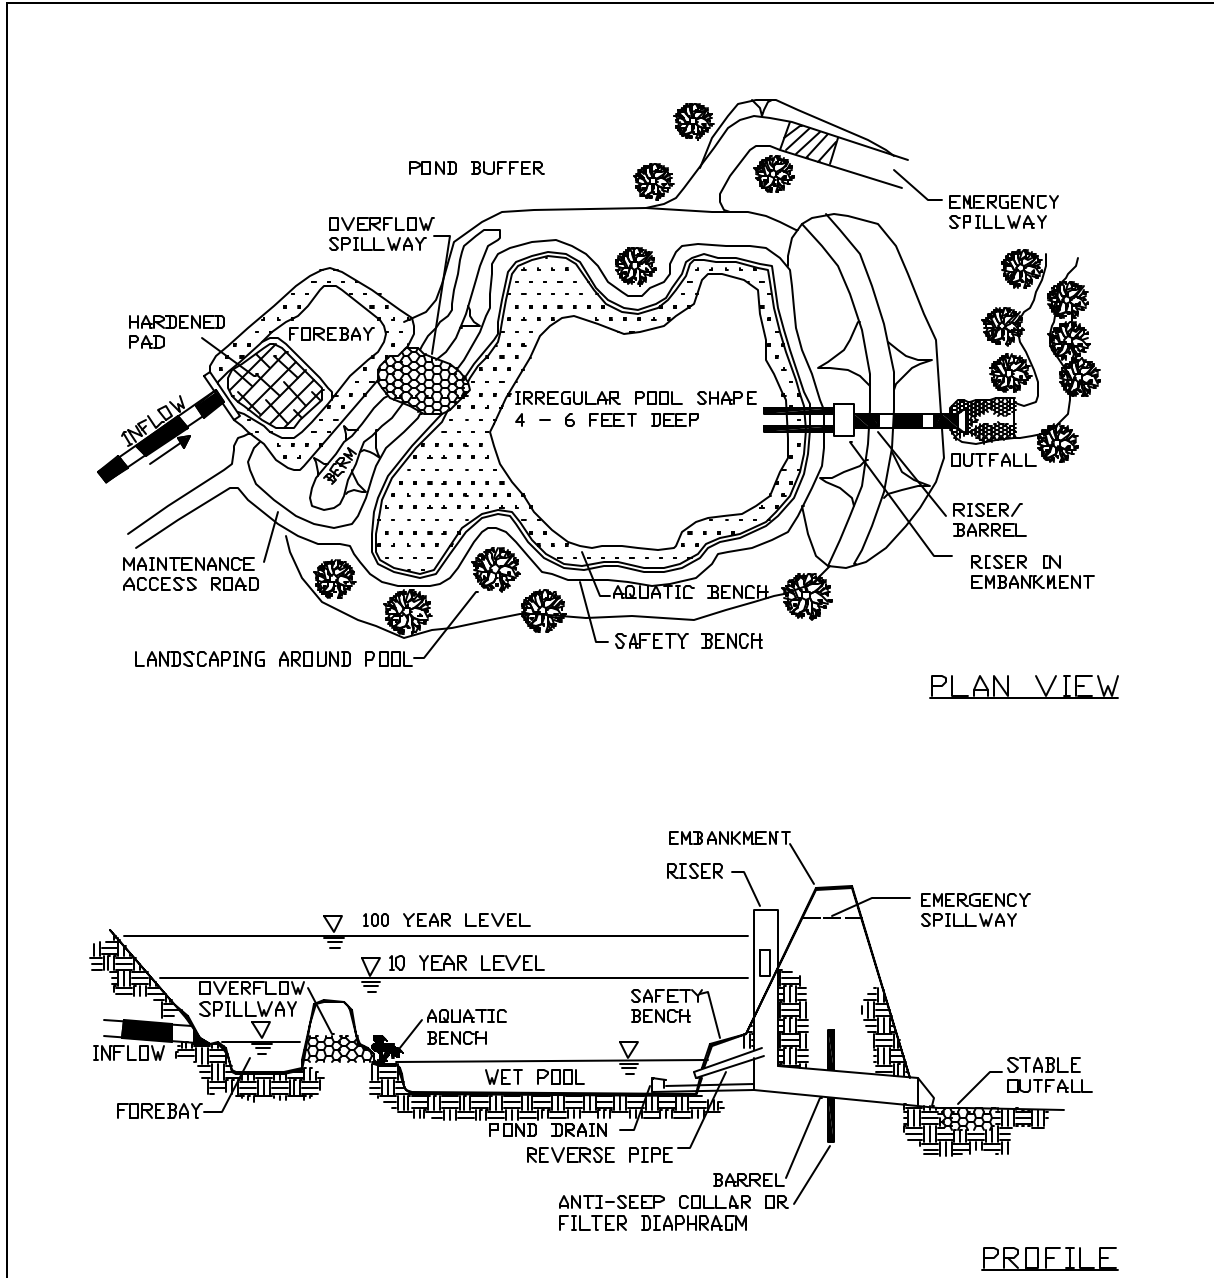 POND BUFFER
EMERGENCY
SPILLWAY
OVERFLOW
SPILLWAY
HARDENED
PAD
FOREBAY
INFLOW
IRREGULAR POOL SHAPE
4 - 6 FEET DEEP
BERM
OUTFALL
RISER/
BARREL
MAINTENANCE
ACCESS ROAD
RISER IN
EMBANKMENT
AQUATIC BENCH
SAFETY BENCH
LANDSCAPING AROUND POOL
PLAN VIEW
EMBANKMENT
RISER
EMERGENCY
SPILLWAY
100 YEAR LEVEL
10 YEAR LEVEL
OVERFLOW
SPILLWAY
SAFETY
BENCH
AQUATIC
BENCH
INFLOW
STABLE
OUTFALL
WET POOL
FOREBAY
POND DRAIN
REVERSE PIPE
BARREL
ANTI-SEEP COLLAR OR
FILTER DIAPHRAGM
PROFILE